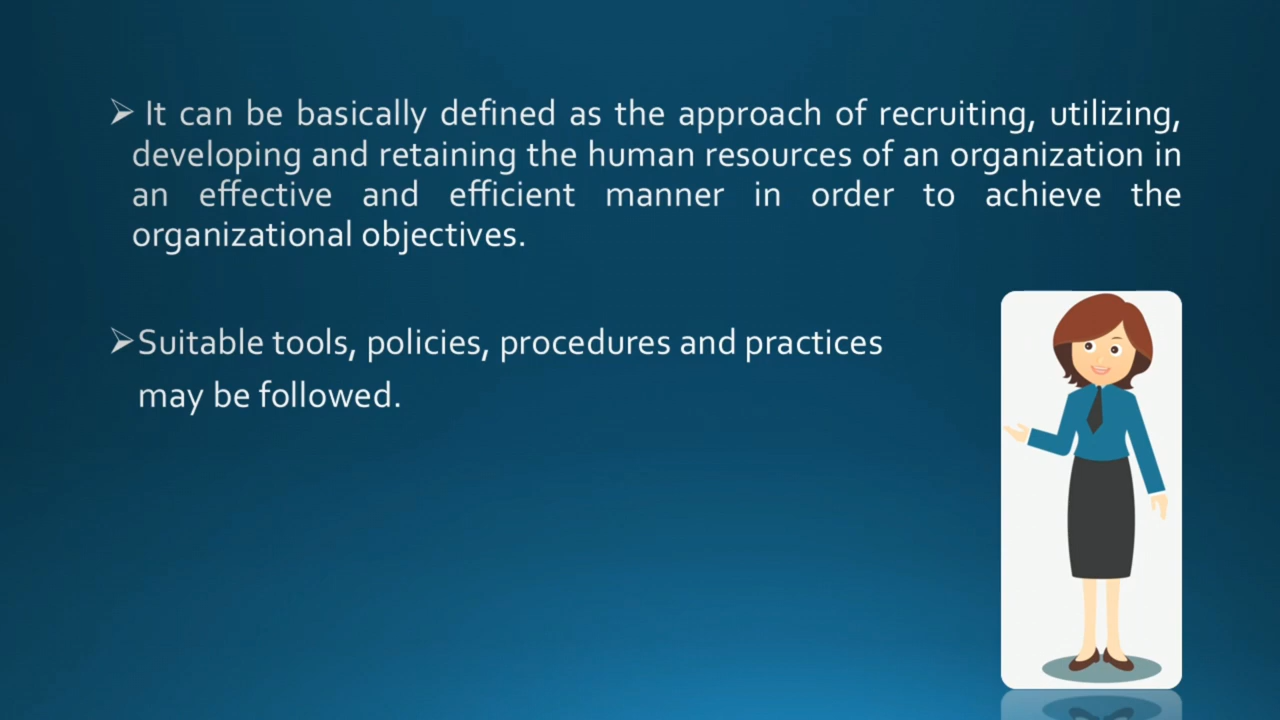 ➢ It can be basically defined as the approach of recruiting, utilizing,
developing and retaining the human resources of an organization in
an effective and efficient manner in order to achieve the
organizational objectives.
➢Suitable tools, policies, procedures and practices
may be followed.